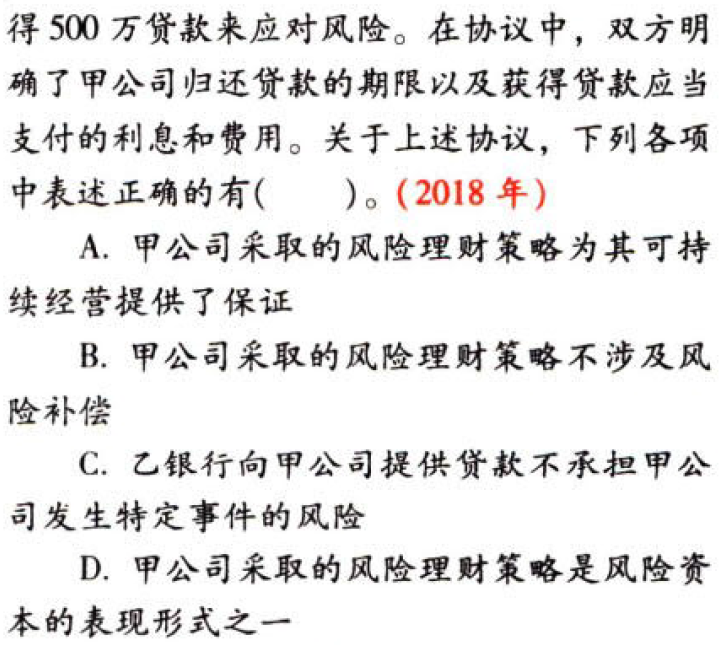 得 500 万贷款来应对风险。在协议中，双方明
确了甲公司归还贷款的期限以及获得贷款应当
支付的利息和费用。关于上述协议，下列各项
中表述正确的有(　　)。(2018 年)
A. 甲公司采取的风险理财策略为其可持
续经营提供了保证
B. 甲公司采取的风险理财策略不涉及风
险补偿
C. 乙银行向甲公司提供贷款不承担甲公
司发生特定事件的风险
D. 甲公司采取的风险理财策略是风险资
本的表现形式之一